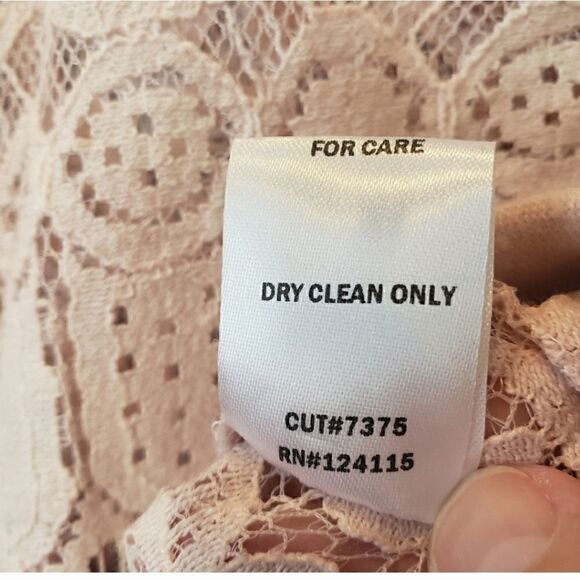 FOR CARE
DRY CLEAN ONLY
CUT#7375
RN#124115